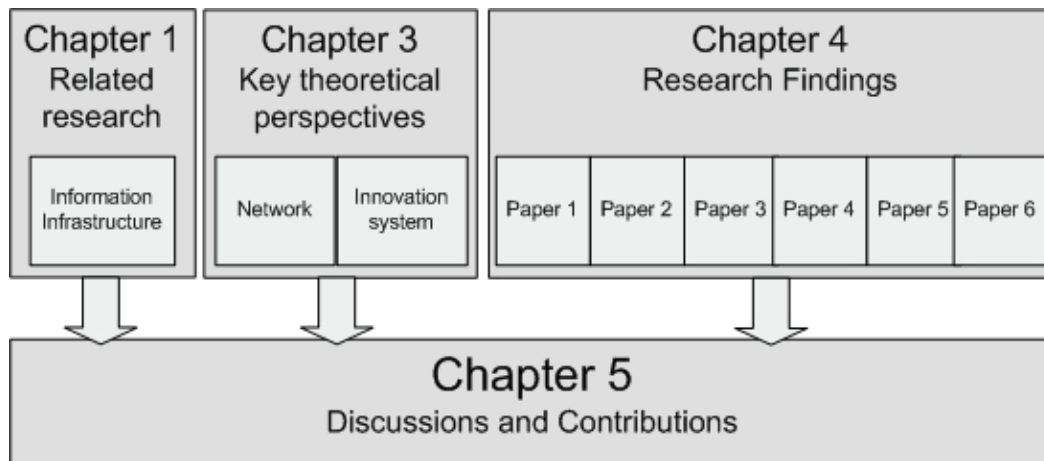 Chapter 1
Related
research
Information
Infrastructure
Chapter 3
Key theoretical
perspectives
Network
Innovation
system
Chapter 4
Research Findings
Paper 1
Paper 2
Paper 3
Paper 4
Paper 5
Paper 6
Chapter 5
Discussions and Contributions